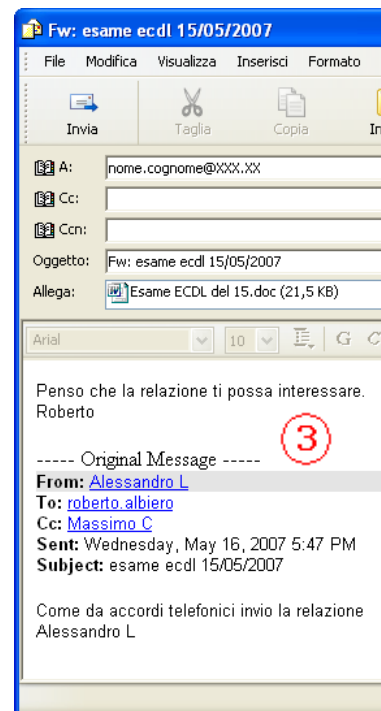 Fw: esame ecdl 15/05/2007
File Modifica Visualizza Inserisci Formato
Invia Taglia Copia
A: nome.cognome@XXX.XX
Cc:
Ccn:
Oggetto: Fw: esame ecdl 15/05/2007
Allega: Esame ECDL del 15.doc (21,5 KB)
Arial 10 G C
Penso che la relazione ti possa interessare.
Roberto
3
----- Original Message -----
From: Alessandro L
To: roberto.albiero
Cc: Massimo C
Sent: Wednesday, May 16, 2007 5:47 PM
Subject: esame ecdl 15/05/2007
Come da accordi telefonici invio la relazione
Alessandro L